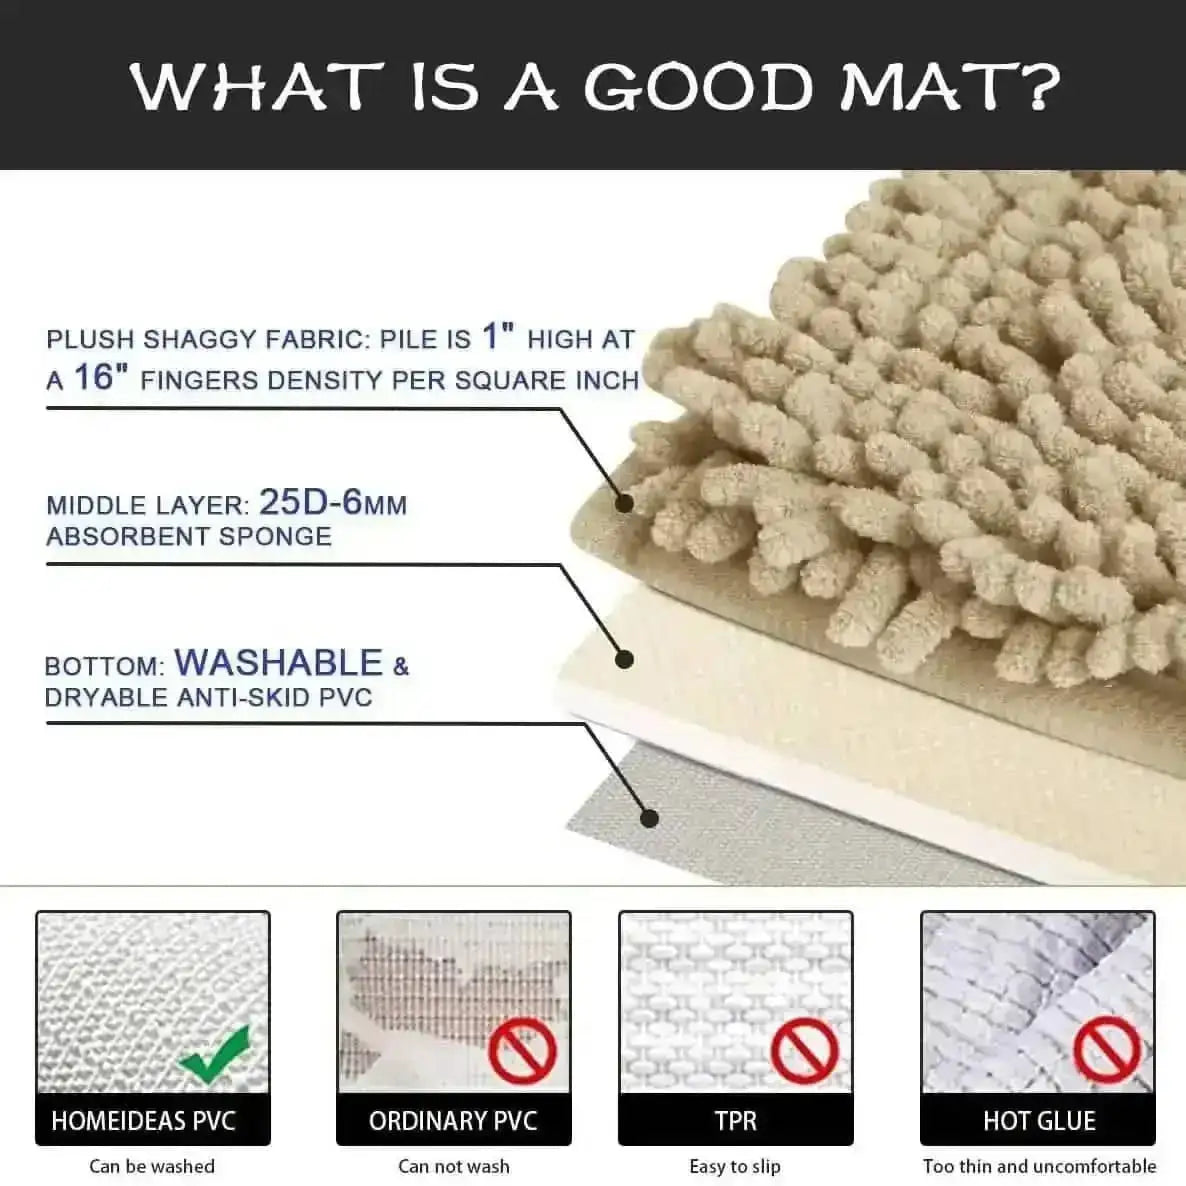 WHAT IS A GOOD MAT?
PLUSH SHAGGY FABRIC: PILE IS 1" HIGH AT
A 16" FINGERS DENSITY PER SQUARE INCH
MIDDLE LAYER: 25D-6MM
ABSORBENT SPONGE
BOTTOM: WASHABLE &
DRYABLE ANTI-SKID PVC
HOMEIDEAS PVC
Can be washed
ORDINARY PVC
Can not wash
TPR
Easy to slip
HOT GLUE
Too thin and uncomfortable